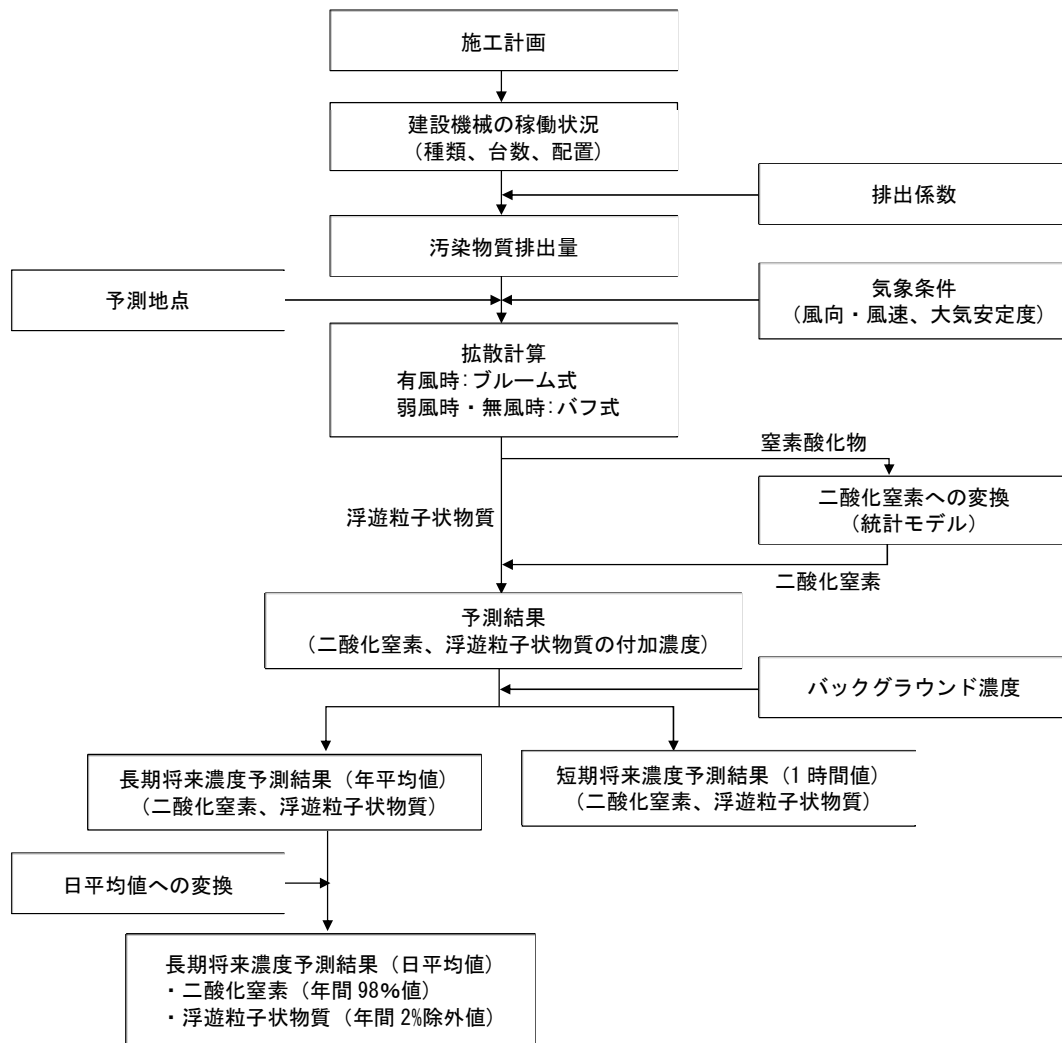 施工計画
建設機械の稼働状況
（種類、台数、配置）
排出係数
汚染物質排出量
予測地点
気象条件
（風向・風速、大気安定度）
拡散計算
有風時：ブルーム式
弱風時・無風時：バフ式
窒素酸化物
浮遊粒子状物質
二酸化窒素への変換
（統計モデル）
二酸化窒素
予測結果
（二酸化窒素、浮遊粒子状物質の付加濃度）
バックグラウンド濃度
長期将来濃度予測結果（年平均値）
（二酸化窒素、浮遊粒子状物質）
短期将来濃度予測結果（1 時間値）
（二酸化窒素、浮遊粒子状物質）
日平均値への変換
長期将来濃度予測結果（日平均値）
・二酸化窒素（年間 98％値）
・浮遊粒子状物質（年間 2%除外値）